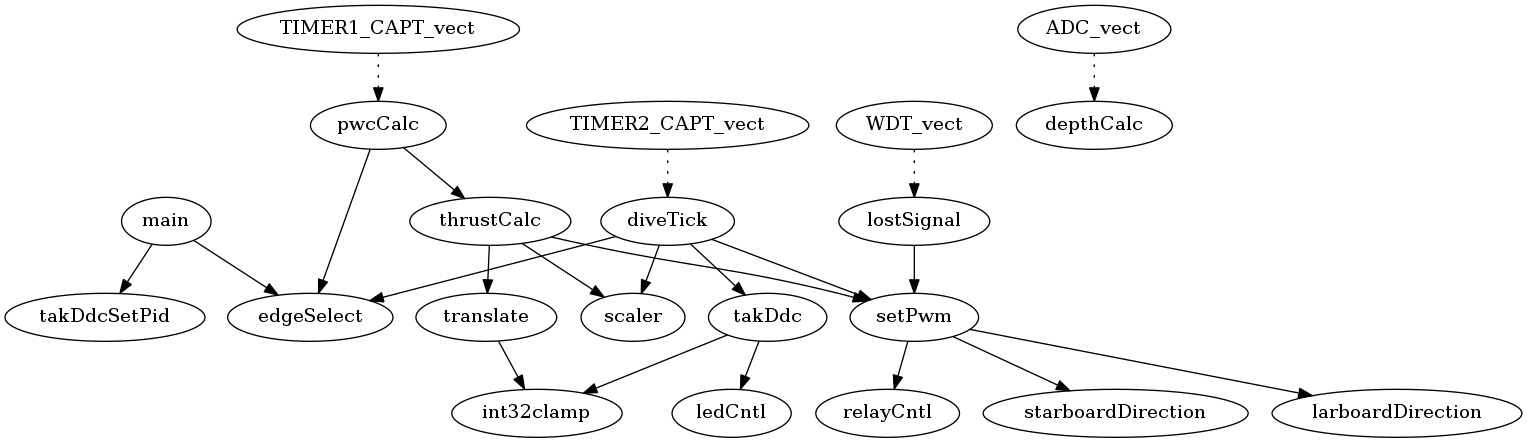 TIMER1_CAPT_vect
ADC_vect
pwcCalc
TIMER2_CAPT_vect
WDT_vect
depthCalc
main
thrustCalc
diveTick
lostSignal
takDdcSetPid
edgeSelect
translate
scaler
takDdc
setPwm
int32clamp
ledCntl
relayCntl
starboardDirection
larboardDirection